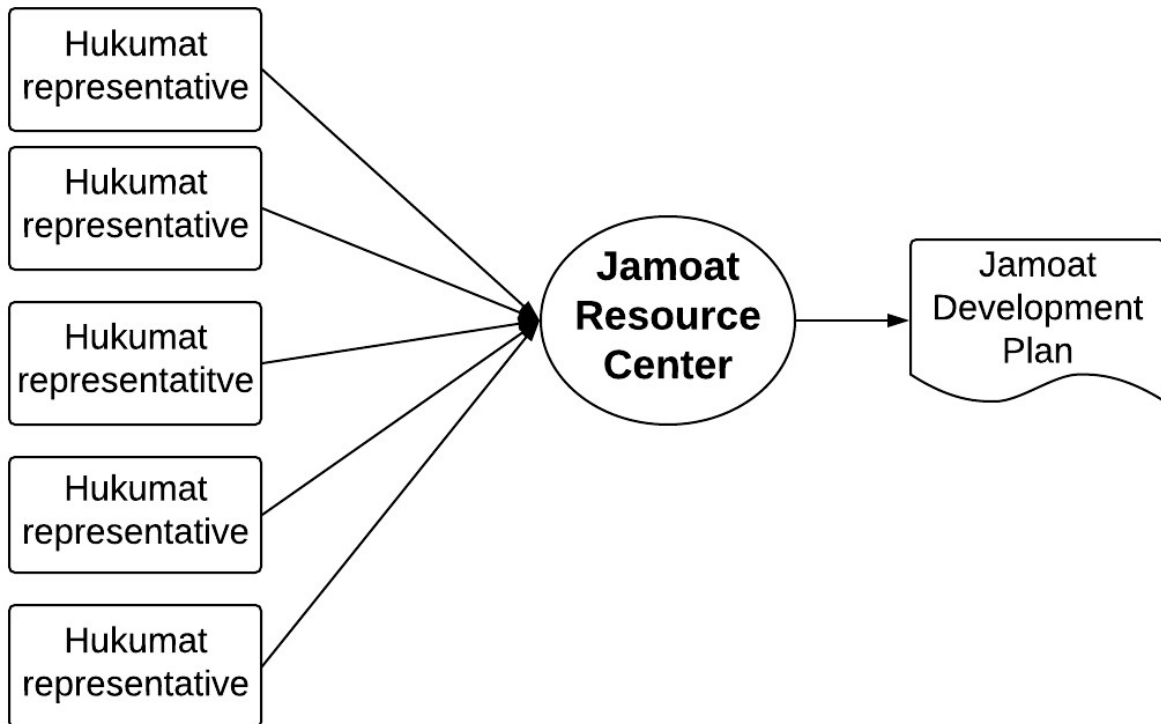 Hukumat
representative
Hukumat
representative
Hukumat
representatitve
Hukumat
representative
Hukumat
representative
Jamoat
Resource
Center
Jamoat
Development
Plan